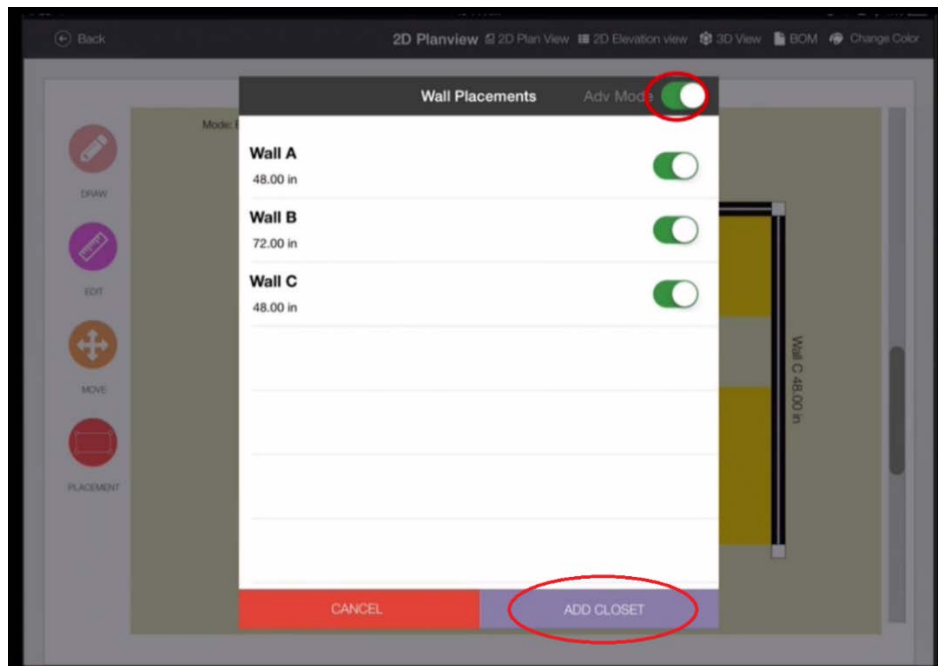 Back
2D Planview 2D Plan View 2D Elevation view 3D View BOM Change Color
Wall Placements Adv Mode
Mode:
Wall A
48.00 in
Wall B
72.00 in
Wall C
48.00 in
DRAW
EDIT
MOVE
PLACEMENT
Wall C 48.00 in
CANCEL
ADD CLOSET